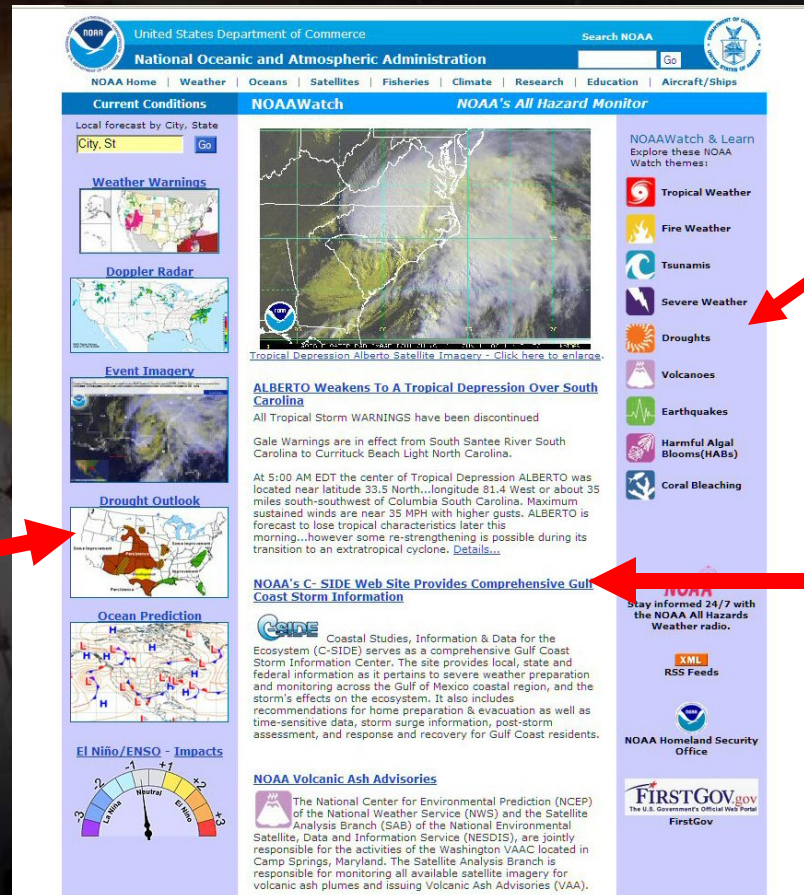 NOAA
United States Department of Commerce
Search NOAA
National Oceanic and Atmospheric Administration
Go
NOAA Home | Weather | Oceans | Satellites | Fisheries | Climate | Research | Education | Aircraft/Ships
Current Conditions
Local forecast by City, State
City, St
Go
Weather Warnings
Doppler Radar
Event Imagery
Drought Outlook
Some Improvement
Persistence
Improvement
Persistence
Ocean Prediction
El Niño/ENSO - Impacts
-3 -2 -1 +1 +2 +3
La Nina Neutral El Nino
NOAAWatch
NOAA's All Hazard Monitor
Tropical Depression Alberto Satellite Imagery - Click here to enlarge.
ALBERTO Weakens To A Tropical Depression Over South
Carolina
All Tropical Storm WARNINGS have been discontinued
Gale Warnings are in effect from South Santee River South
Carolina to Currituck Beach Light North Carolina.
At 5:00 AM EDT the center of Tropical Depression ALBERTO was
located near latitude 33.5 North...longitude 81.4 West or about 35
miles south-southwest of Columbia South Carolina. Maximum
sustained winds are near 35 MPH with higher gusts. ALBERTO is
forecast to lose tropical characteristics later this
morning...however some re-strengthening is possible during its
transition to an extratropical cyclone. Details...
NOAA's C- SIDE Web Site Provides Comprehensive Gulf
Coast Storm Information
C-SIDE Coastal Studies, Information & Data for the
Ecosystem (C-SIDE) serves as a comprehensive Gulf Coast
Storm Information Center. The site provides local, state and
federal information as it pertains to severe weather preparation
and monitoring across the Gulf of Mexico coastal region, and the
storm's effects on the ecosystem. It also includes
recommendations for home preparation & evacuation as well as
time-sensitive data, storm surge information, post-storm
assessment, and response and recovery for Gulf Coast residents.
NOAA Volcanic Ash Advisories
The National Center for Environmental Prediction (NCEP)
of the National Weather Service (NWS) and the Satellite
Analysis Branch (SAB) of the National Environmental
Satellite, Data and Information Service (NESDIS), are jointly
responsible for the activities of the Washington VAAC located in
Camp Springs, Maryland. The Satellite Analysis Branch is
responsible for monitoring all available satellite imagery for
volcanic ash plumes and issuing Volcanic Ash Advisories (VAA).
NOAAWatch & Learn
Explore these NOAA
Watch themes:
Tropical Weather
Fire Weather
Tsunamis
Severe Weather
Droughts
Volcanoes
Earthquakes
Harmful Algal
Blooms(HABs)
Coral Bleaching
NOAA
Stay informed 24/7 with
the NOAA All Hazards
Weather radio.
XML
RSS Feeds
NOAA Homeland Security
Office
FIRSTGOV.gov
The U.S. Government's Official Web Portal
FirstGov